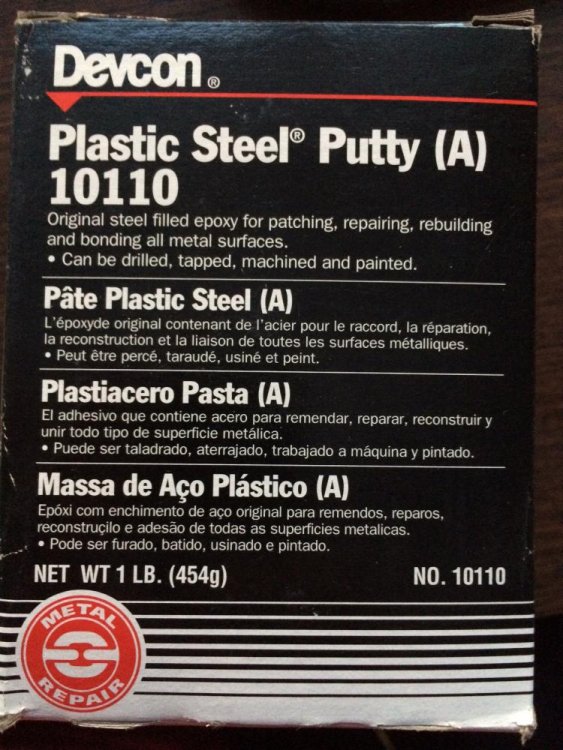 Devcon®
Plastic Steel® Putty (A)
10110
Original steel filled epoxy for patching, repairing, rebuilding
and bonding all metal surfaces.
• Can be drilled, tapped, machined and painted.
Pâte Plastic Steel (A)
L'époxyde original contenant de l'acier pour le raccord, la réparation,
la reconstruction et la liaison de toutes les surfaces métalliques.
• Peut être percé, taraudé, usiné et peint.
Plastiacero Pasta (A)
El adhesivo que contiene acero para remendar, reparar, reconstruir y
unir todo tipo de superficie metálica.
• Puede ser taladrado, aterrajado, trabajado a máquina y pintado.
Massa de Aço Plástico (A)
Epóxi com enchimento de aço original para remendos, reparos,
reconstruçilo e adesão de todas as superficies metalicas.
• Pode ser furado, batido, usinado e pintado.
NET WT 1 LB. (454g) NO. 10110
METAL
REPAIR